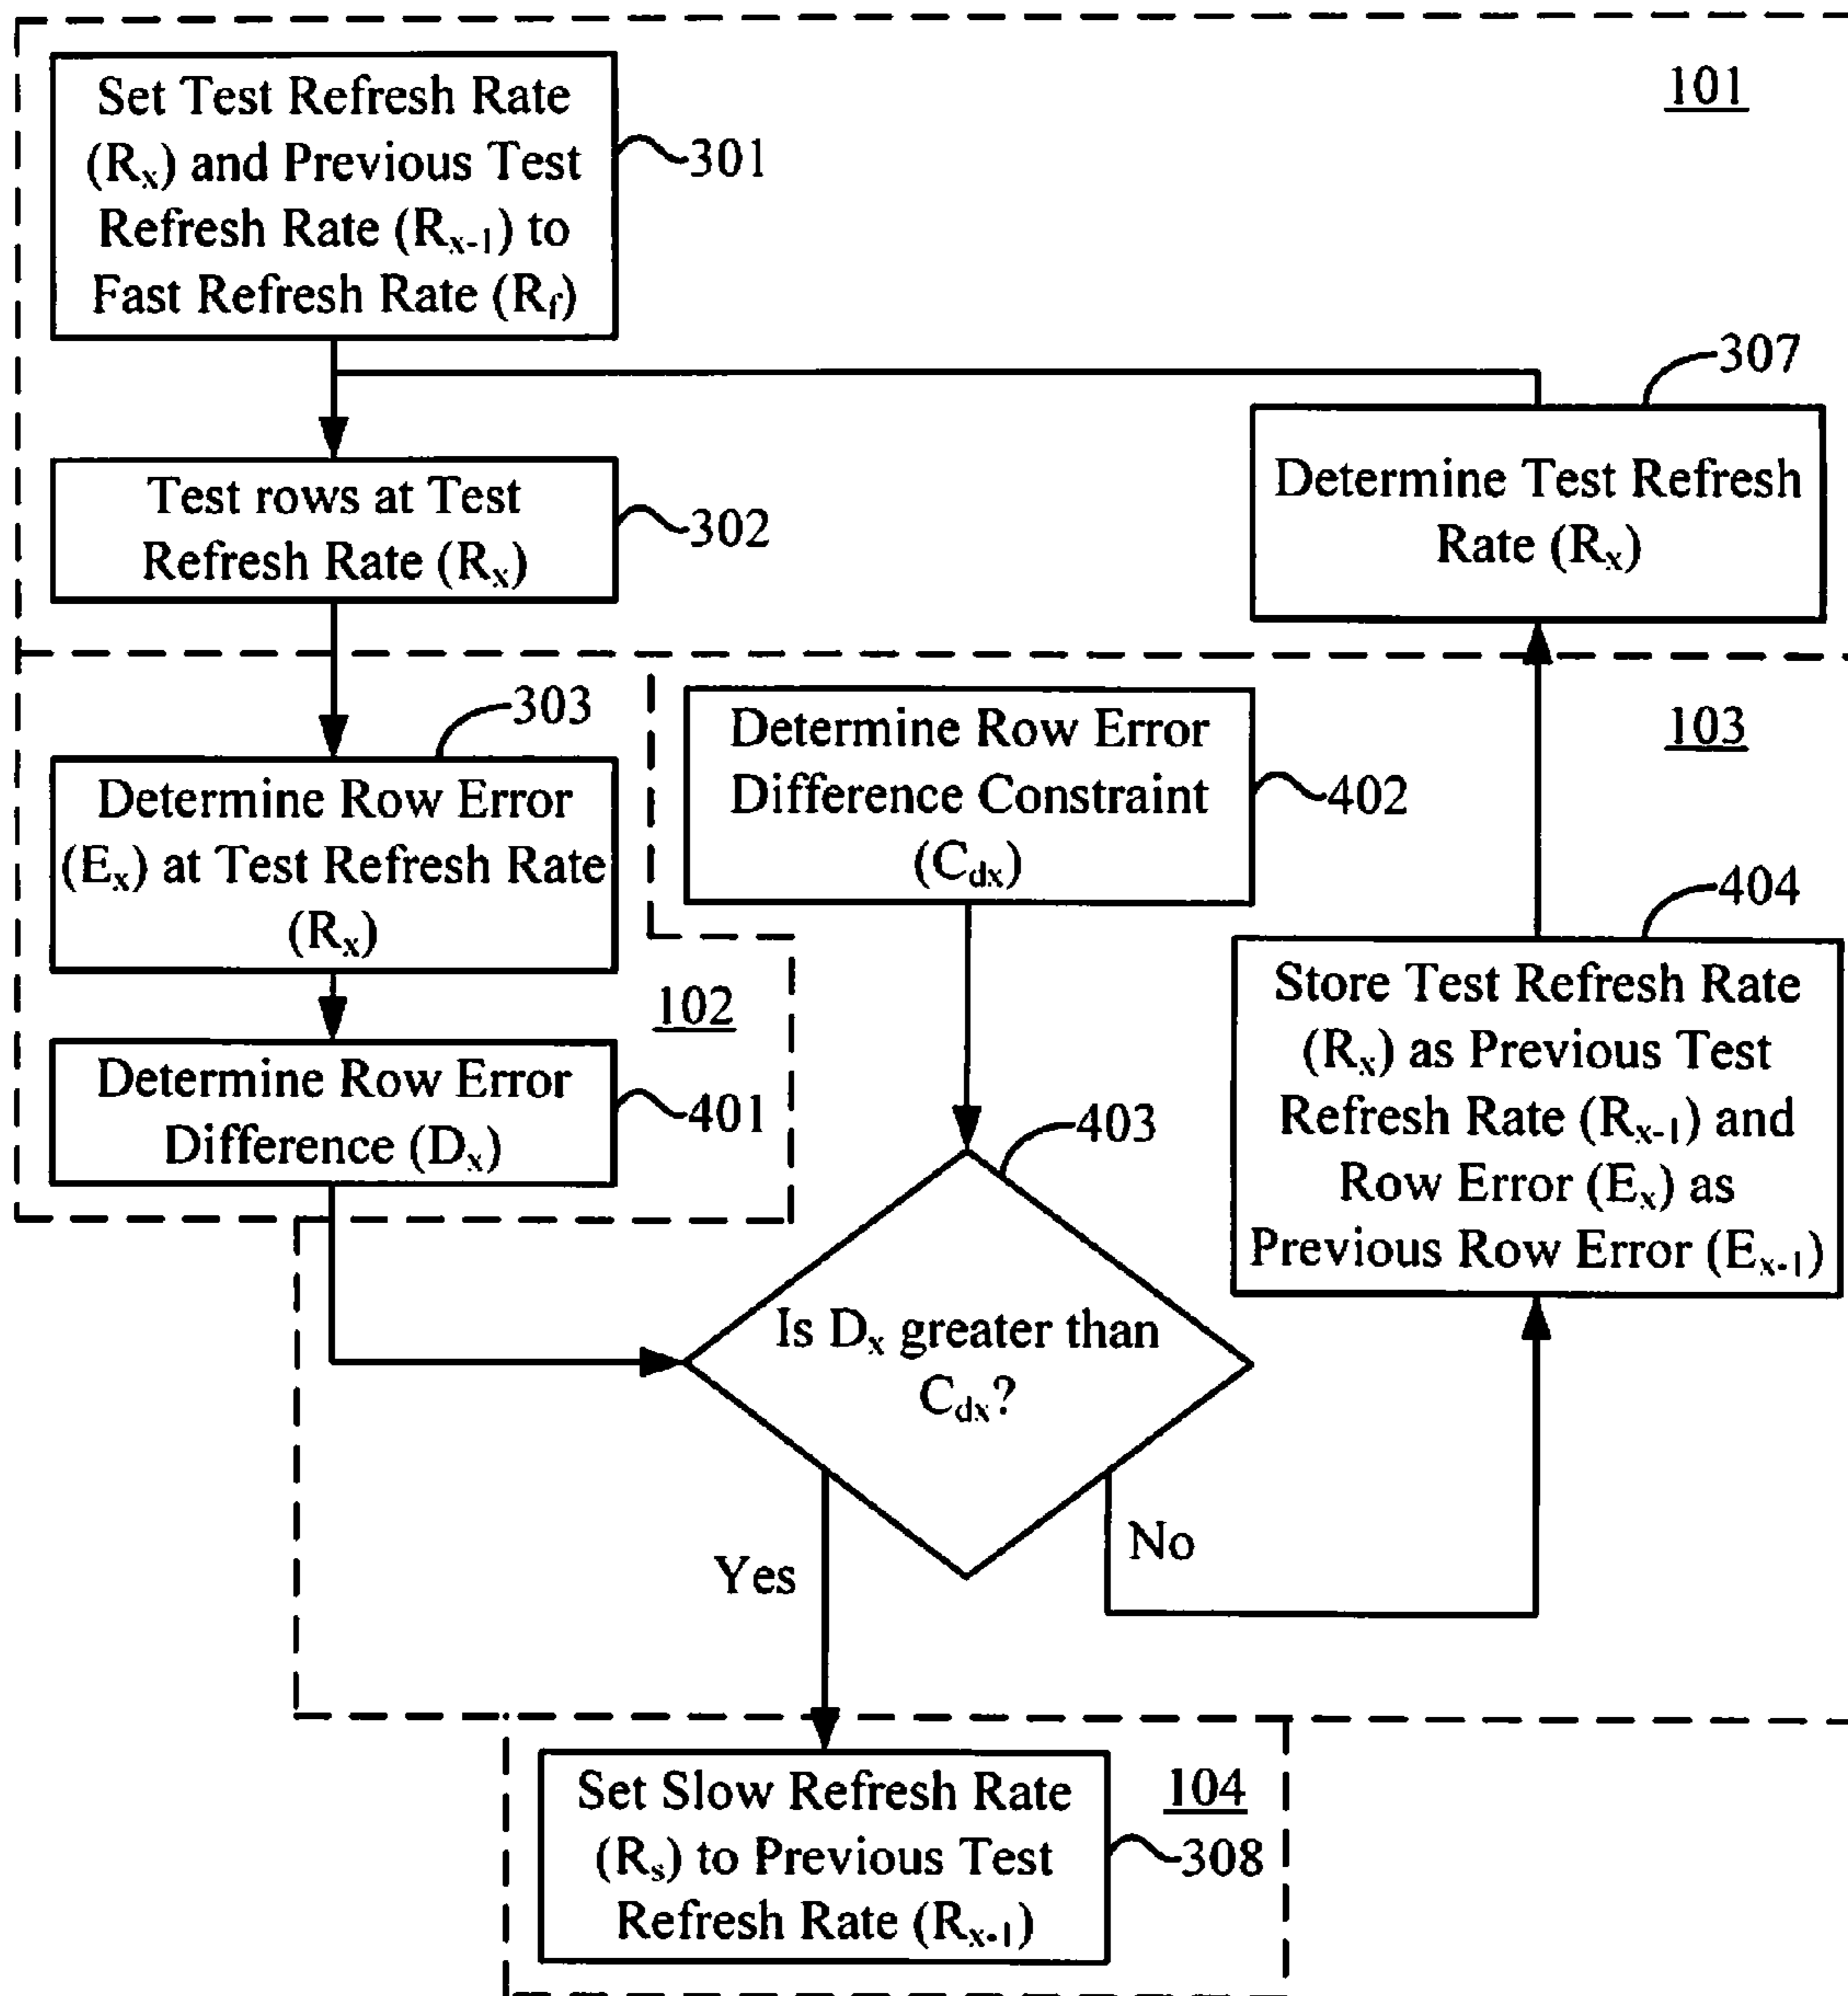 Set Test Refresh Rate
(Rx) and Previous Test
Refresh Rate (Rx-1) to
Fast Refresh Rate (Rf)
301
101
307
Test rows at Test
Refresh Rate (Rx)
302
Determine Test Refresh
Rate (Rx)
303
Determine Row Error
(Ex) at Test Refresh Rate
(Rx)
Determine Row Error
Difference Constraint
(Cdx)
402
103
404
102
Determine Row Error
Difference (Dx)
401
403
Store Test Refresh Rate
(Rx) as Previous Test
Refresh Rate (Rx-1) and
Row Error (Ex) as
Previous Row Error (Ex-1)
Is Dx greater than
Cdx?
Yes
No
Set Slow Refresh Rate
(Rs) to Previous Test
Refresh Rate (Rx-1)
104
308